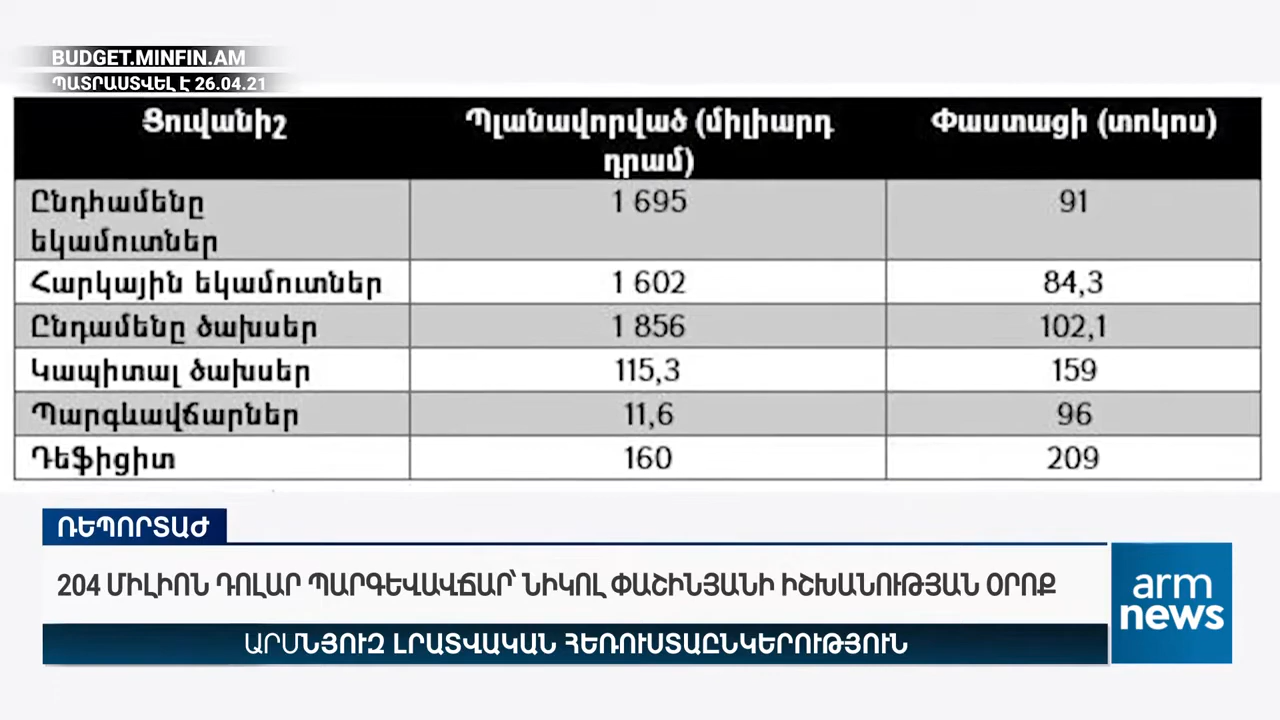 BUDGET.MINFIN.AM
ՊԱՏՐԱՍՏՎԵԼ Է 26.04.21
Ցուվանիշ Պլանավորված (միլիարդ Փաստացի (տոկոս)
դրամ)
Ընդհամենը 1 695 91
եկամուտներ
Հարկային եկամուտներ 1 602 84,3
Ընդամենը ծախսեր 1 856 102,1
Կապիտալ ծախսեր 115,3 159
Պարգևավճարներ 11,6 96
Դեֆիցիտ 160 209
ՌԵՊՈՐՏԱԺ
204 ՄԻԼԻՈՆ ԴՈԼԱՐ ՊԱՐԳԵՎԱՎՃԱՐ՝ ՆԻԿՈԼ ՓԱՇԻՆՅԱՆԻ ԻՇԽԱՆՈՒԹՅԱՆ ՕՐՈՔ
arm
news
ԱՐՄՆՅՈՒԶ ԼՐԱՏՎԱԿԱՆ ՀԵՌՈՒՍՏԱԸՆԿԵՐՈՒԹՅՈՒՆ